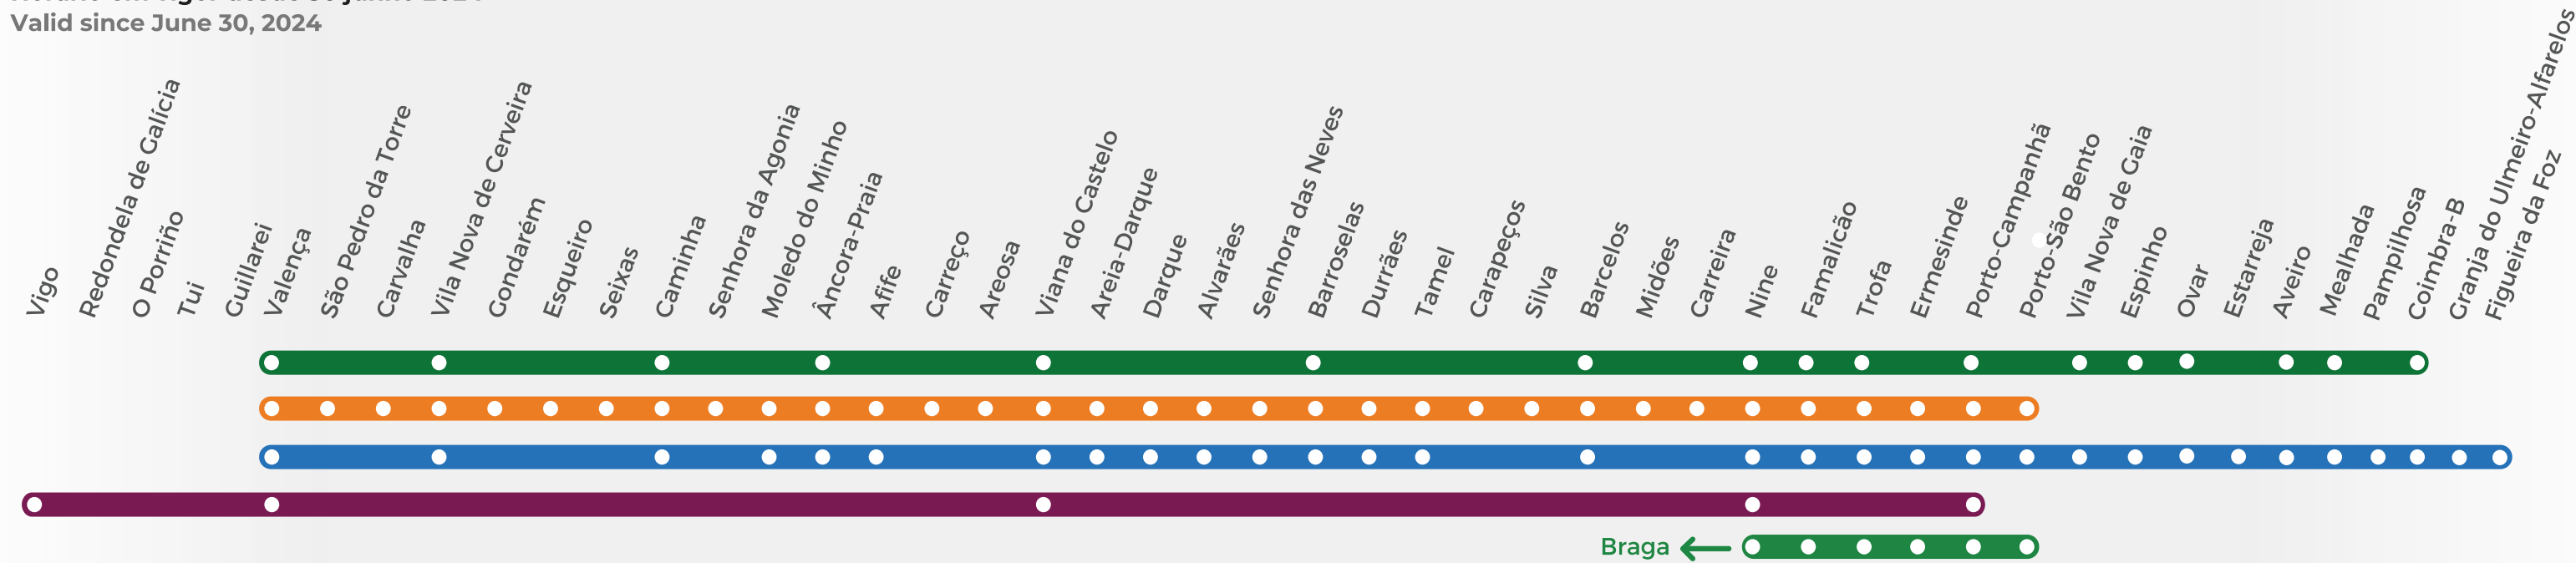 Valid since June 30, 2024
Vigo
Redondela de Galícia
O Porriño
Tui
Guillarei
Valença
São Pedro da Torre
Carvalha
Vila Nova de Cerveira
Gondarém
Esqueiro
Seixas
Caminha
Senhora da Agonia
Moledo do Minho
Âncora-Praia
Afife
Carreço
Areosa
Viana do Castelo
Areia-Darque
Darque
Alvarães
Senhora das Neves
Barroselas
Durrães
Tamel
Carapeços
Silva
Barcelos
Midões
Carreira
Nine
Famalicão
Trofa
Ermesinde
Porto-Campanhã
Porto-São Bento
Vila Nova de Gaia
Espinho
Ovar
Estarreja
Aveiro
Mealhada
Pampilhosa
Coimbra-B
Granja do Ulmeiro-Alfarelos
Figueira da Foz
Braga